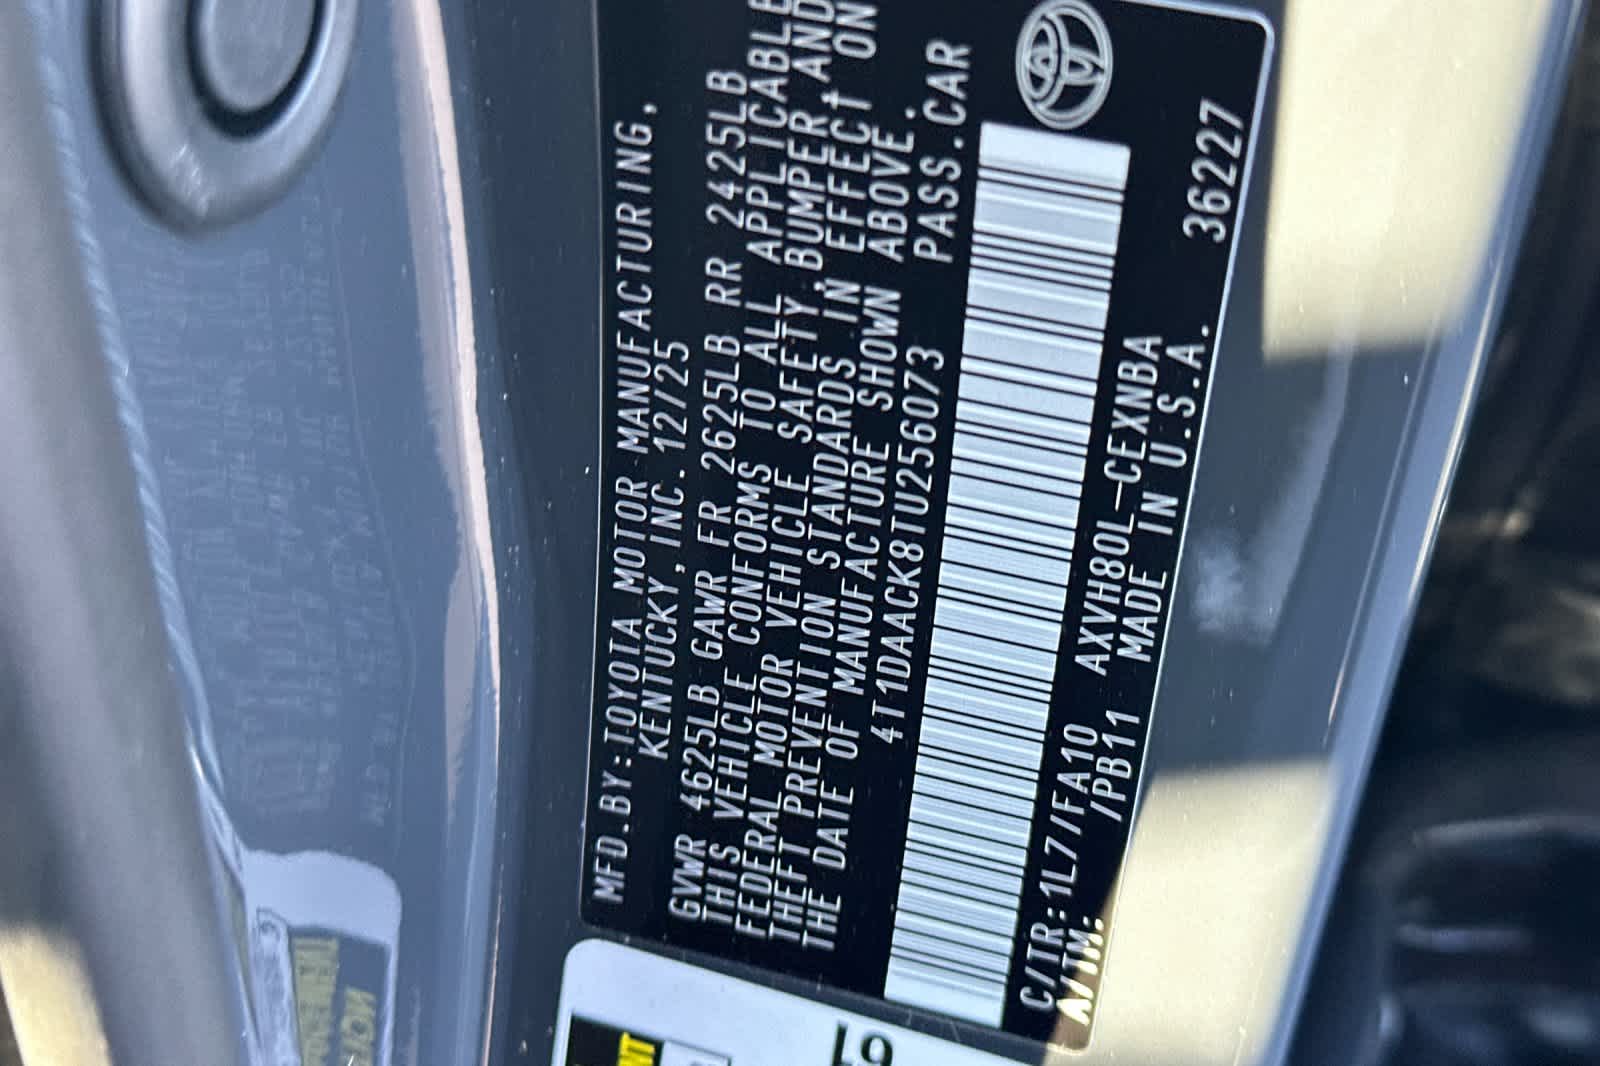 MFD.BY:TOYOTA MOTOR MANUFACTURING,
KENTUCKY,INC. 12/25
GVWR 4625LB GAWR FR 2625LB RR 2425LB
THIS VEHICLE CONFORMS TO ALL APPLICABLE
FEDERAL MOTOR VEHICLE SAFETY,BUMPER AND
THEFT PREVENTION STANDARDS IN EFFECT ON
THE DATE OF MANUFACTURE SHOWN ABOVE.
4T1DAACK8TU256073 PASS.CAR
C/TR:1L7/FA10 AXVH80L-CEXNBA 36227
A/TM: /PB11 MADE IN U.S.A.
61